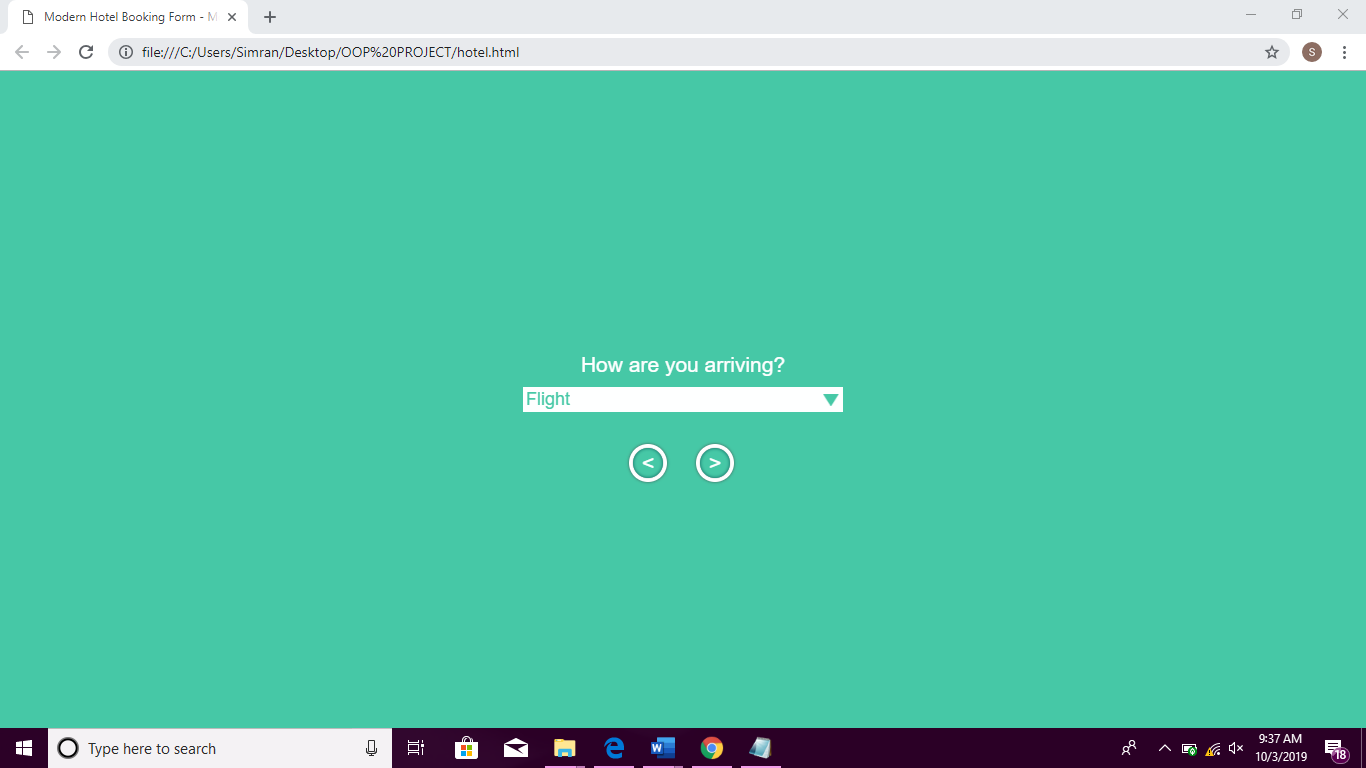 Modern Hotel Booking Form - M
file:///C:/Users/Simran/Desktop/OOP%20PROJECT/hotel.html
S
How are you arriving?
Flight
< >
Type here to search
W
9:37 AM
10/3/2019
18